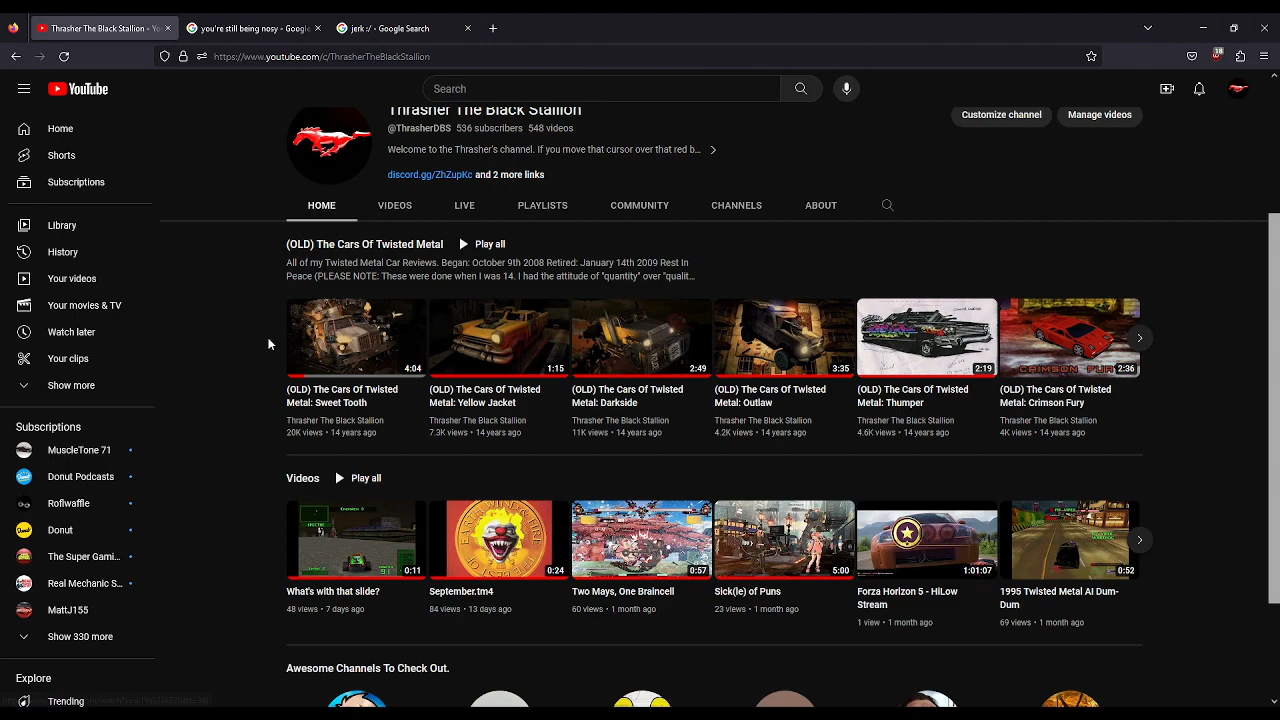 Thrasher The Black Stallion - Yo
you're still being nosy - Google
jerk :/ - Google Search
https://www.youtube.com/c/ThrasherTheBlackStallion
18
YouTube
Search
Thrasher The Black Stallion
@ThrasherDBS 536 subscribers 548 videos
Welcome to the Thrasher's channel. If you move that cursor over that red b...
discord.gg/ZhZupKc and 2 more links
Customize channel
Manage videos
HOME VIDEOS LIVE PLAYLISTS COMMUNITY CHANNELS ABOUT
Home
Shorts
Subscriptions
Library
History
Your videos
Your movies & TV
Watch later
Your clips
Show more
Subscriptions
MuscleTone 71
Donut Podcasts
Roflwaffle
Donut
The Super Gami...
Real Mechanic S...
MattJ155
Show 330 more
Explore
Trending
(OLD) The Cars Of Twisted Metal Play all
All of my Twisted Metal Car Reviews. Began: October 9th 2008 Retired: January 14th 2009 Rest In
Peace (PLEASE NOTE: These were done when I was 14. I had the attitude of "quantity" over "qualit...
4:04
(OLD) The Cars Of Twisted
Metal: Sweet Tooth
Thrasher The Black Stallion
20K views • 14 years ago
1:15
(OLD) The Cars Of Twisted
Metal: Yellow Jacket
Thrasher The Black Stallion
7.3K views • 14 years ago
2:49
(OLD) The Cars Of Twisted
Metal: Darkside
Thrasher The Black Stallion
11K views • 14 years ago
3:35
(OLD) The Cars Of Twisted
Metal: Outlaw
Thrasher The Black Stallion
4.2K views • 14 years ago
2:19
(OLD) The Cars Of Twisted
Metal: Thumper
Thrasher The Black Stallion
4.6K views • 14 years ago
CRIMSON FURY
2:36
(OLD) The Cars Of Twisted
Metal: Crimson Fury
Thrasher The Black Stallion
4K views • 14 years ago
Videos Play all
0:11
What's with that slide?
48 views • 7 days ago
0:24
September.tm4
84 views • 13 days ago
0:57
Two Mays, One Braincell
60 views • 1 month ago
5:00
Sick(le) of Puns
23 views • 1 month ago
1:01:07
Forza Horizon 5 - HiLow
Stream
1 view • 1 month ago
0:52
1995 Twisted Metal AI Dum-
Dum
69 views • 1 month ago
Awesome Channels To Check Out.